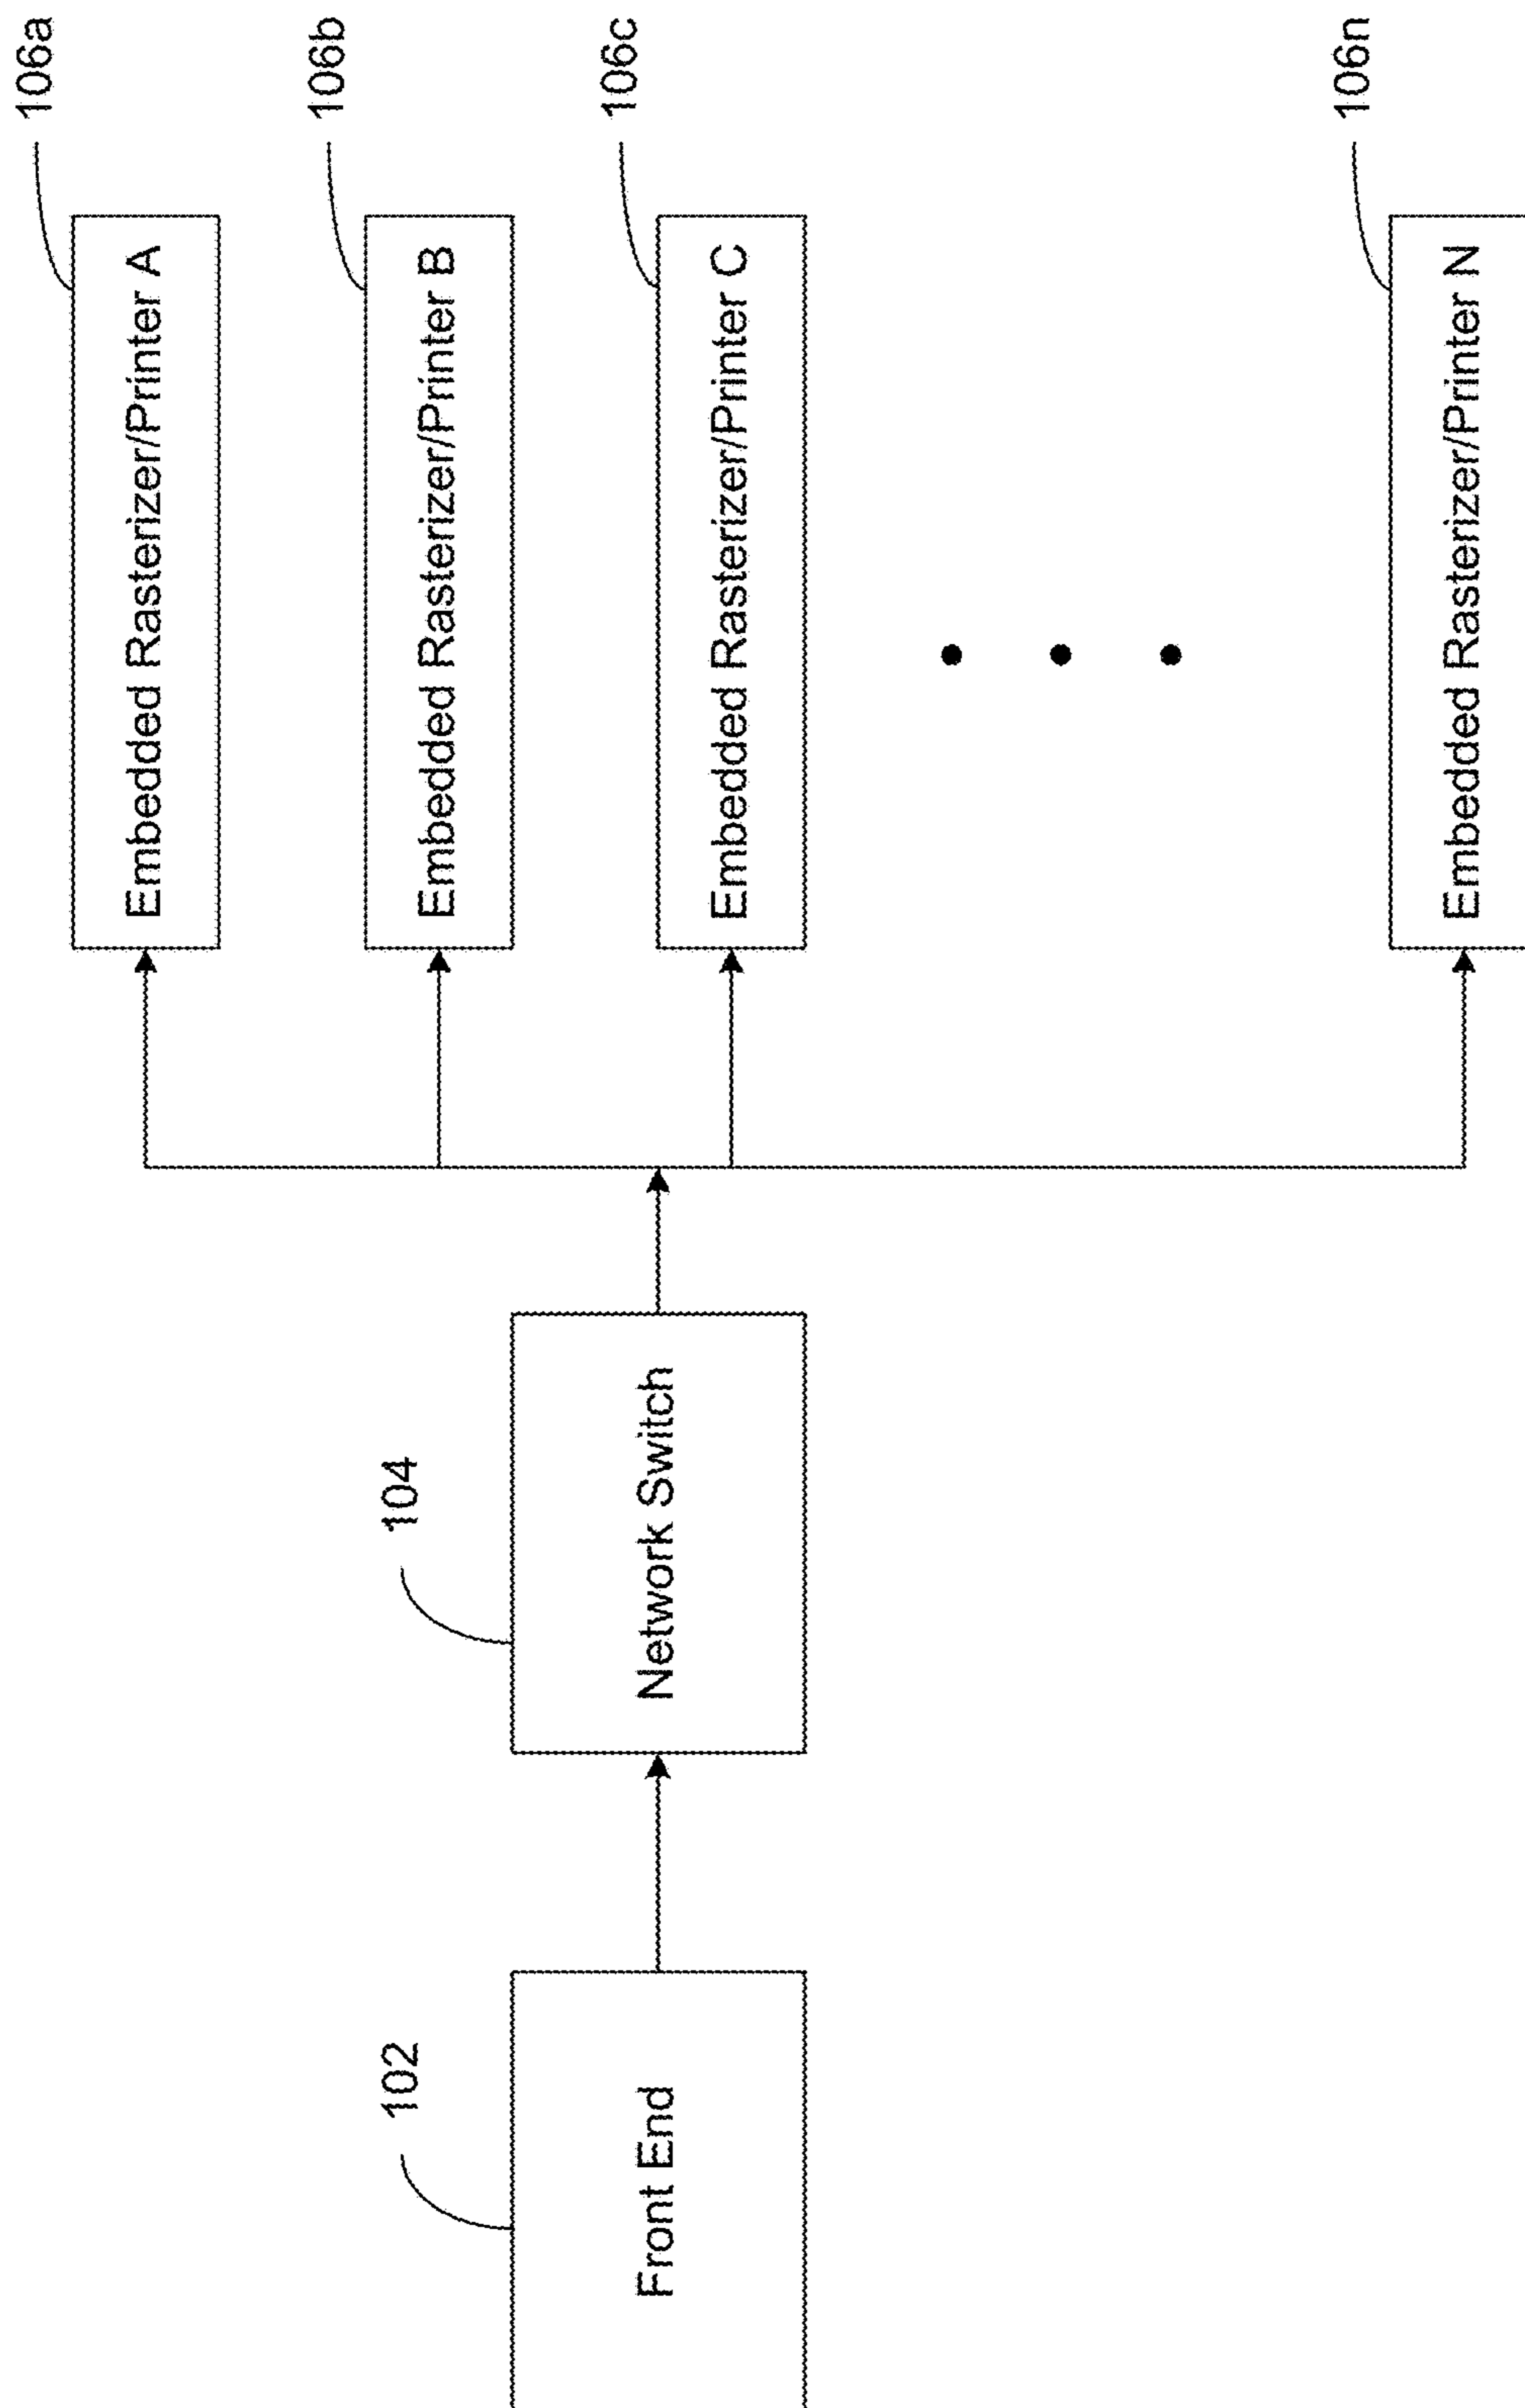 106a
Embedded Rasterizer/Printer A
106b
Embedded Rasterizer/Printer B
104
102
Front End
Network Switch
106c
Embedded Rasterizer/Printer C
106n
Embedded Rasterizer/Printer N